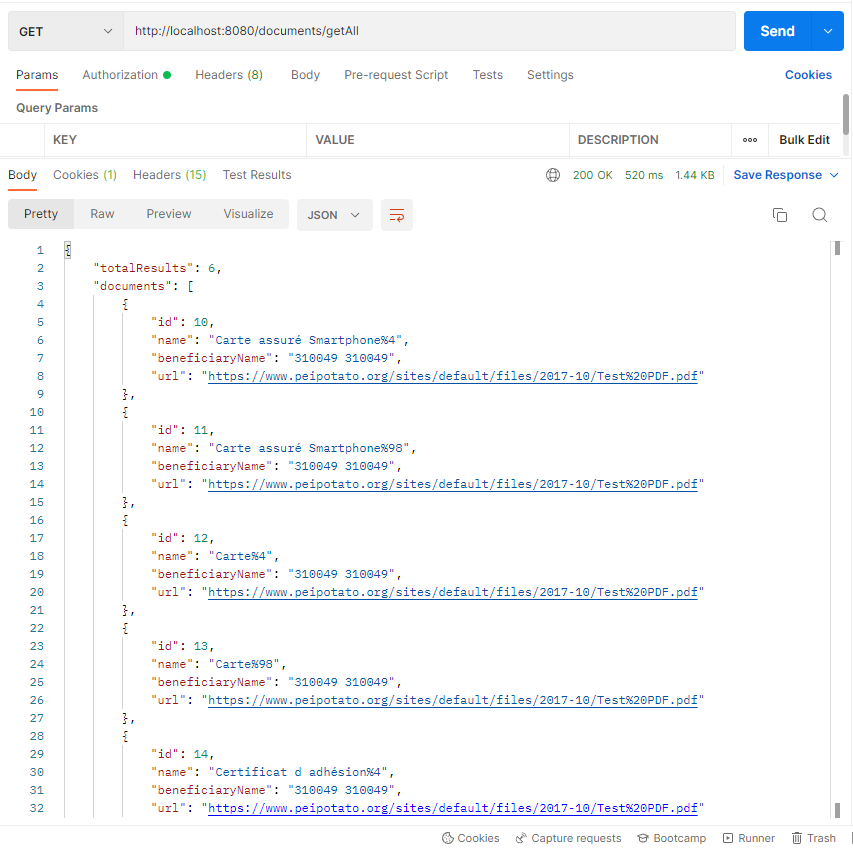 GET http://localhost:8080/documents/getAll Send
Params Authorization Headers (8) Body Pre-request Script Tests Settings Cookies
Query Params
KEY VALUE DESCRIPTION ooo Bulk Edit
Body Cookies (1) Headers (15) Test Results 200 OK 520 ms 1.44 KB Save Response
Pretty Raw Preview Visualize JSON
1 {
2 "totalResults": 6,
3 "documents": [
4 {
5 "id": 10,
6 "name": "Carte assuré Smartphone%4",
7 "beneficiaryName": "310049 310049",
8 "url": "https://www.peipotato.org/sites/default/files/2017-10/Test%20PDF.pdf"
9 },
10 {
11 "id": 11,
12 "name": "Carte assuré Smartphone%98",
13 "beneficiaryName": "310049 310049",
14 "url": "https://www.peipotato.org/sites/default/files/2017-10/Test%20PDF.pdf"
15 },
16 {
17 "id": 12,
18 "name": "Carte%4",
19 "beneficiaryName": "310049 310049",
20 "url": "https://www.peipotato.org/sites/default/files/2017-10/Test%20PDF.pdf"
21 },
22 {
23 "id": 13,
24 "name": "Carte%98",
25 "beneficiaryName": "310049 310049",
26 "url": "https://www.peipotato.org/sites/default/files/2017-10/Test%20PDF.pdf"
27 },
28 {
29 "id": 14,
30 "name": "Certificat d adhésion%4",
31 "beneficiaryName": "310049 310049",
32 "url": "https://www.peipotato.org/sites/default/files/2017-10/Test%20PDF.pdf"
Cookies Capture requests Bootcamp Runner Trash